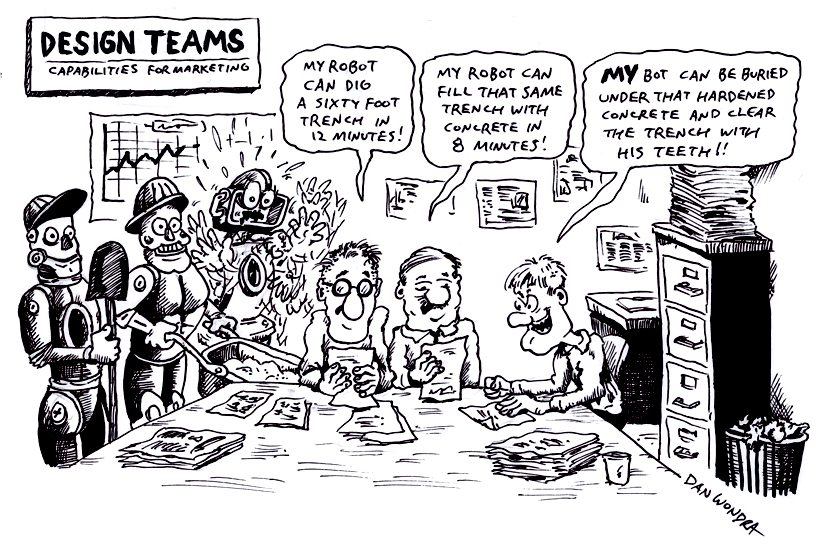 DESIGN TEAMS
CAPABILITIES FOR MARKETING
MY ROBOT
CAN DIG
A SIXTY FOOT
TRENCH IN
12 MINUTES!
MY ROBOT CAN
FILL THAT SAME
TRENCH WITH
CONCRETE IN
8 MINUTES!
MY BOT CAN BE BURIED
UNDER THAT HARDENED
CONCRETE AND CLEAR
THE TRENCH WITH
HIS TEETH!!
DAN WONDRA